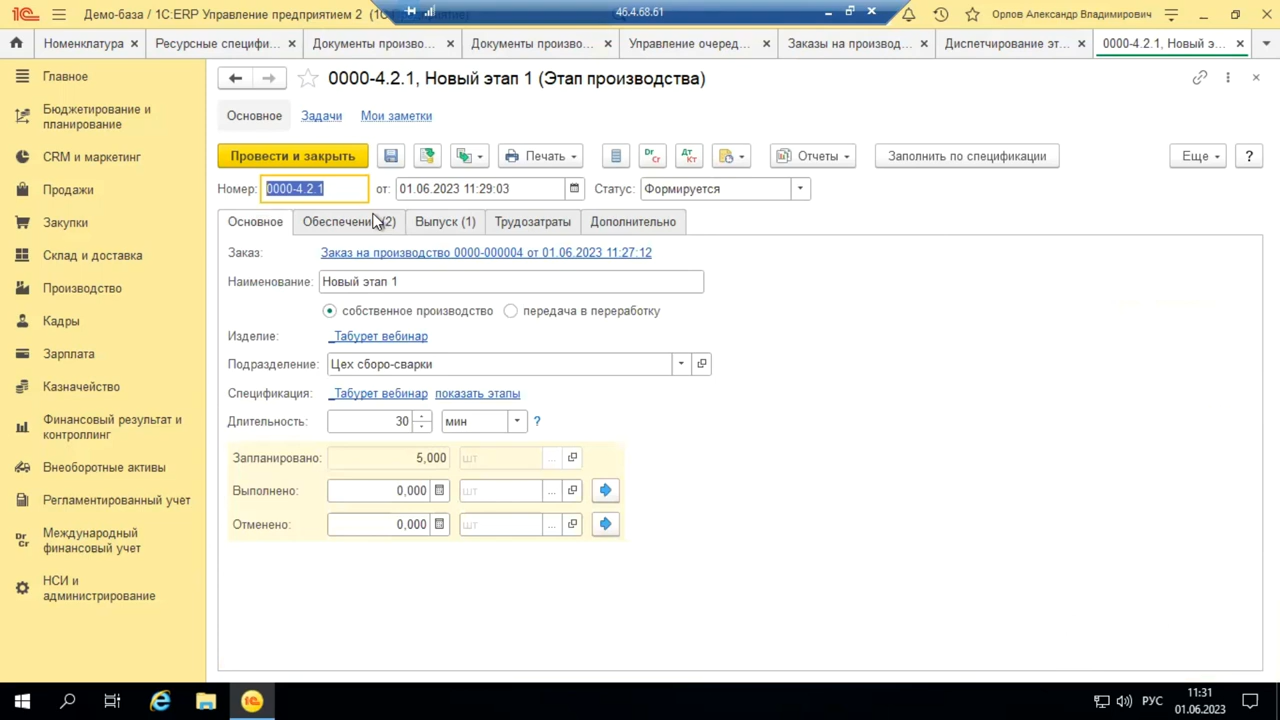 Демо-база / 1С:ERP Управление предприятием 2 (1С:Предприятие)
46.4.68.61
Орлов Александр Владимирович
Номенклатура
Ресурсные специфи...
Документы произво...
Документы произво...
Управление очеред...
Заказы на производ...
Диспетчирование эт...
0000-4.2.1, Новый э...
Главное
Бюджетирование и
планирование
CRM и маркетинг
Продажи
Закупки
Склад и доставка
Производство
Кадры
Зарплата
Казначейство
Финансовый результат и
контроллинг
Внеоборотные активы
Регламентированный учет
Международный
финансовый учет
НСИ и
администрирование
0000-4.2.1, Новый этап 1 (Этап производства)
Основное Задачи Мои заметки
Провести и закрыть Печать Отчеты Заполнить по спецификации Еще ?
Номер: 0000-4.2.1 от: 01.06.2023 11:29:03 Статус: Формируется
Основное Обеспечение (2) Выпуск (1) Трудозатраты Дополнительно
Заказ: Заказ на производство 0000-000004 от 01.06.2023 11:27:12
Наименование: Новый этап 1
собственное производство передача в переработку
Изделие: _Табурет вебинар
Подразделение: Цех сборо-сварки
Спецификация: _Табурет вебинар показать этапы
Длительность: 30 мин ?
Запланировано: 5,000 шт
Выполнено: 0,000 шт
Отменено: 0,000 шт
РУС
11:31
01.06.2023